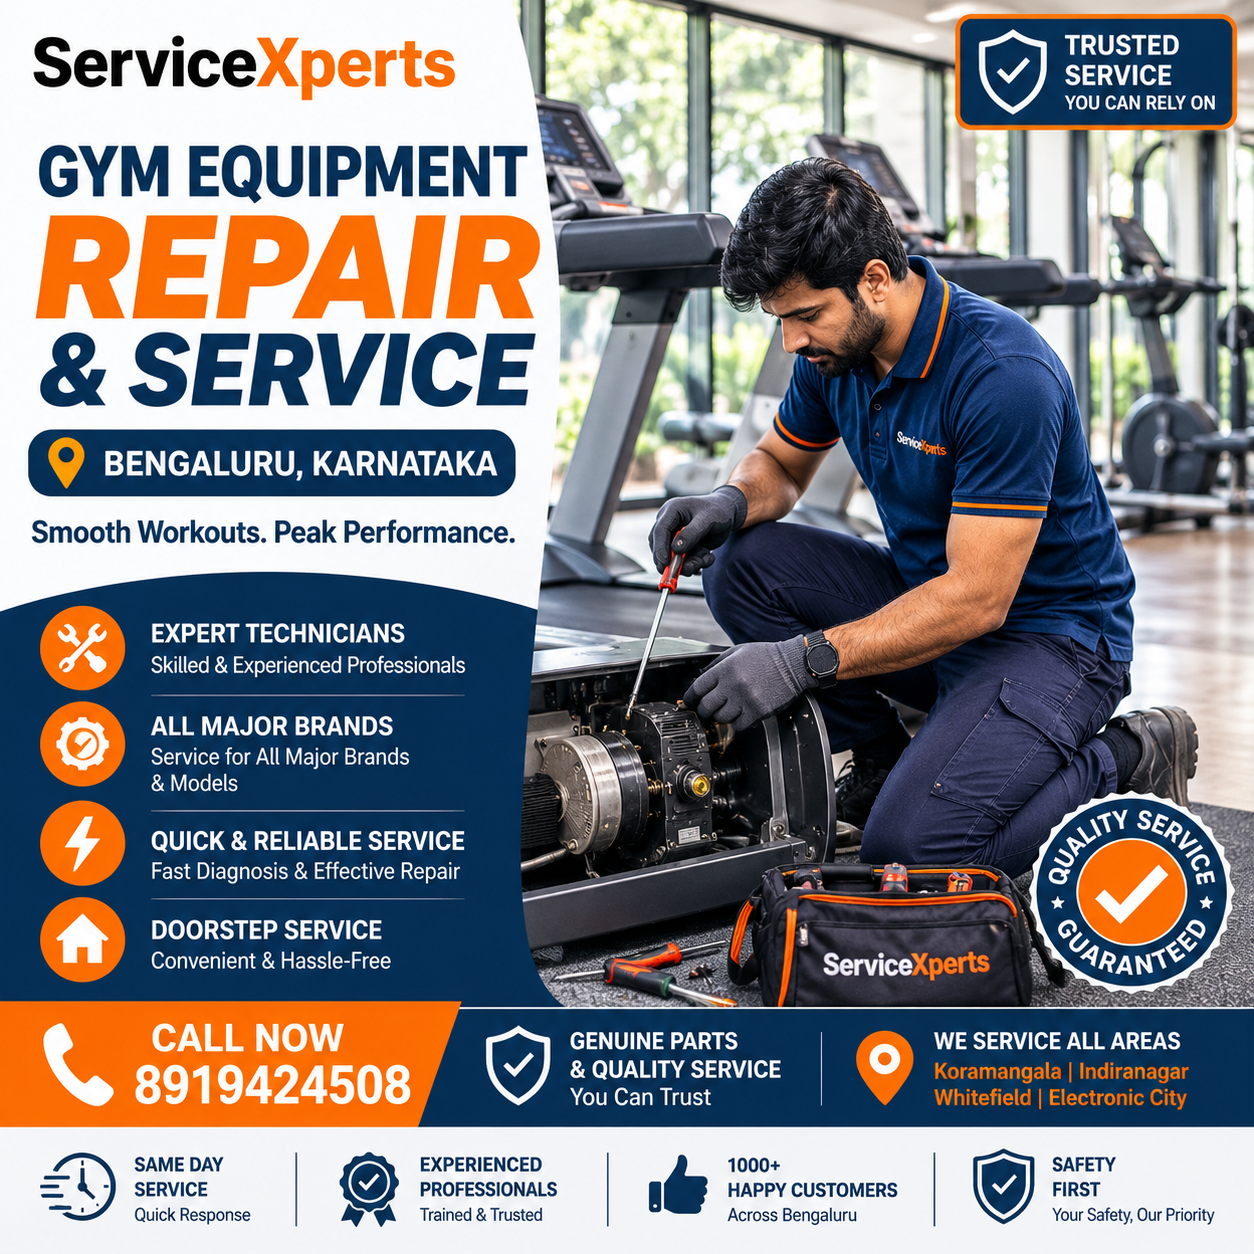 ServiceXperts
GYM EQUIPMENT
REPAIR
& SERVICE
BENGALURU, KARNATAKA
Smooth Workouts. Peak Performance.
TRUSTED
SERVICE
YOU CAN RELY ON
EXPERT TECHNICIANS
Skilled & Experienced Professionals
ALL MAJOR BRANDS
Service for All Major Brands
& Models
QUICK & RELIABLE SERVICE
Fast Diagnosis & Effective Repair
DOORSTEP SERVICE
Convenient & Hassle-Free
ServiceXperts
ServiceXperts
QUALITY SERVICE
GUARANTEED
CALL NOW
8919424508
GENUINE PARTS
& QUALITY SERVICE
You Can Trust
WE SERVICE ALL AREAS
Koramangala | Indiranagar
Whitefield | Electronic City
SAME DAY
SERVICE
Quick Response
EXPERIENCED
PROFESSIONALS
Trained & Trusted
1000+
HAPPY CUSTOMERS
Across Bengaluru
SAFETY
FIRST
Your Safety, Our Priority